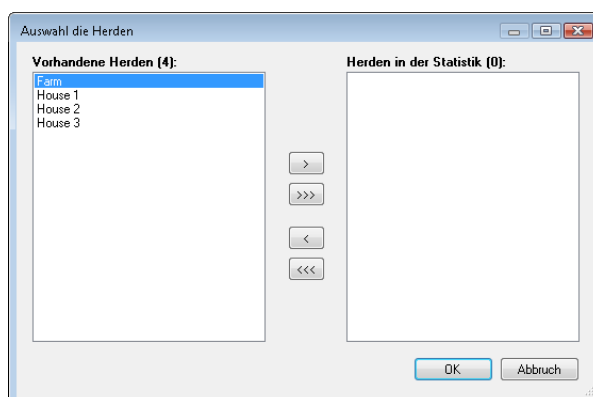 Auswahl die Herden
Vorhandene Herden (4):
Farm
House 1
House 2
House 3
>
>>>
<
<<<
Herden in der Statistik (0):
OK
Abbruch